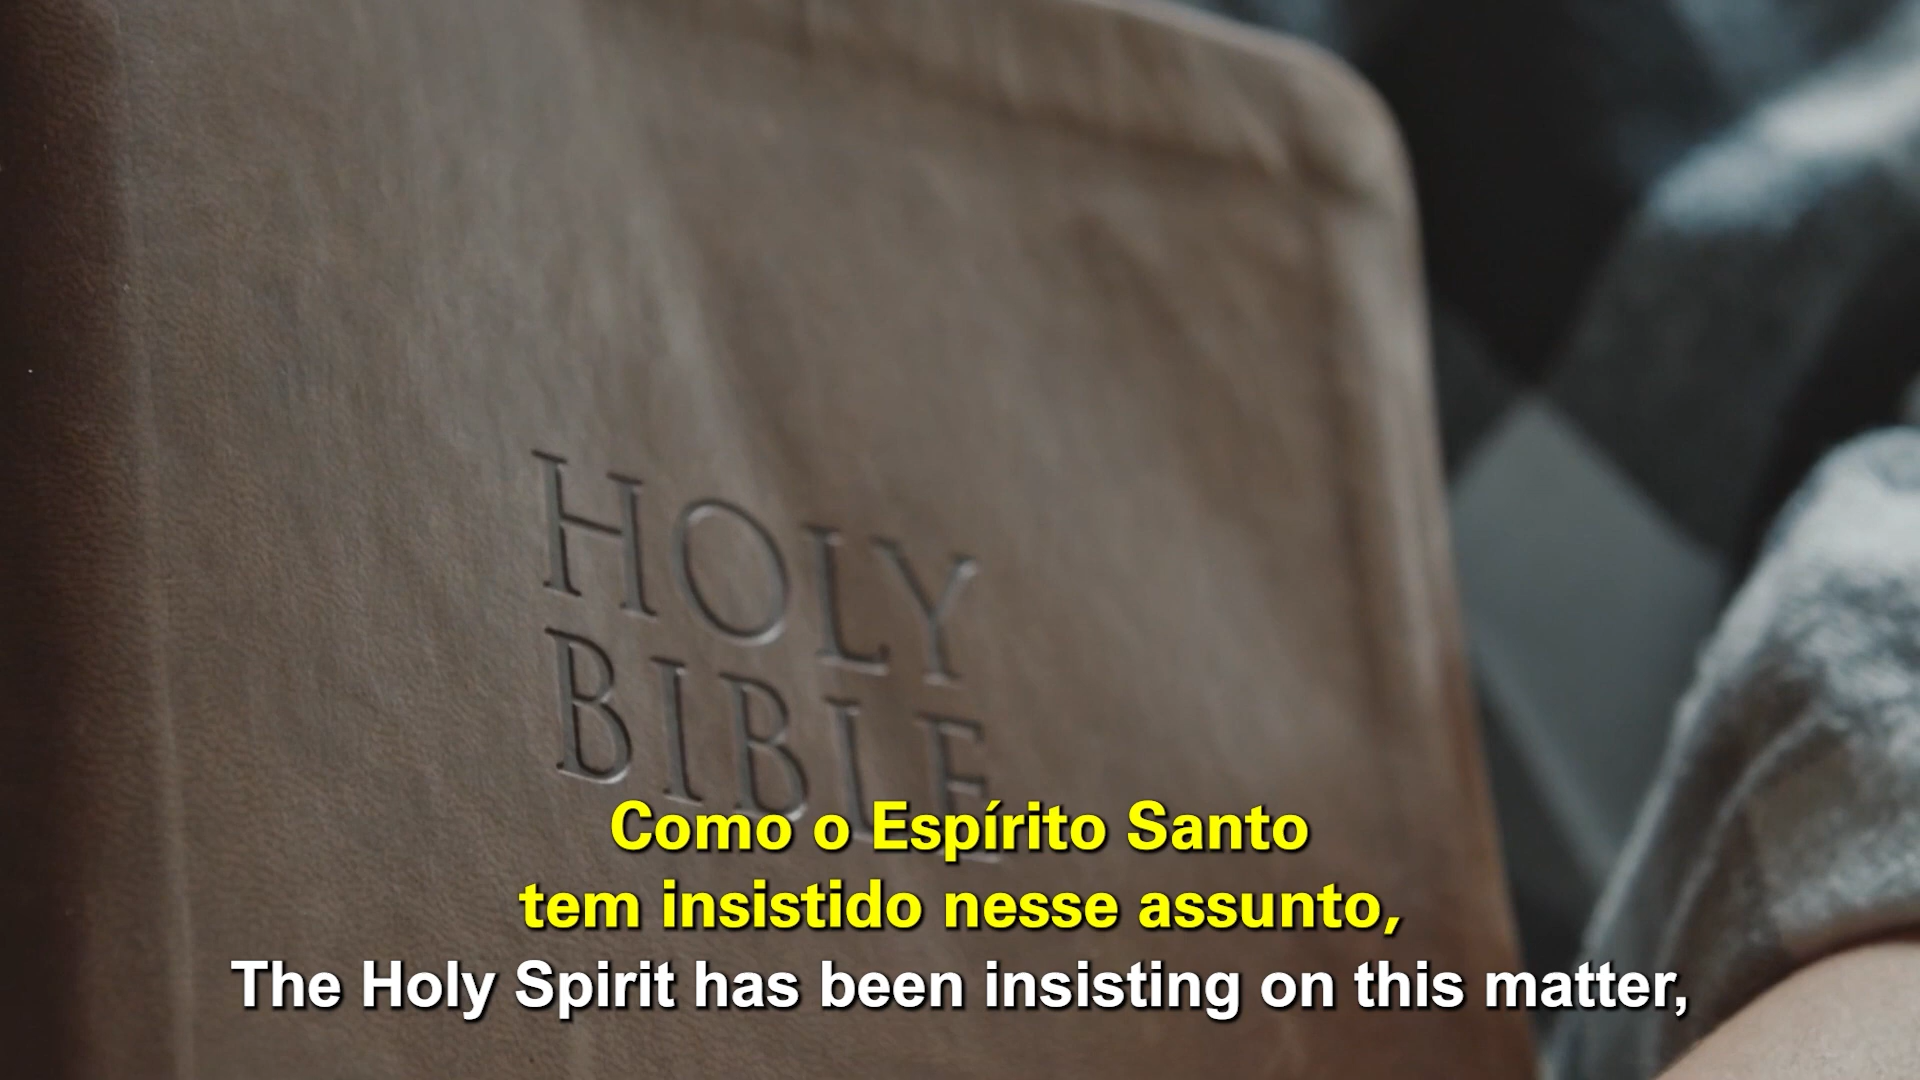 HOLY
BIBLE
Como o Espírito Santo
tem insistido nesse assunto,
The Holy Spirit has been insisting on this matter,